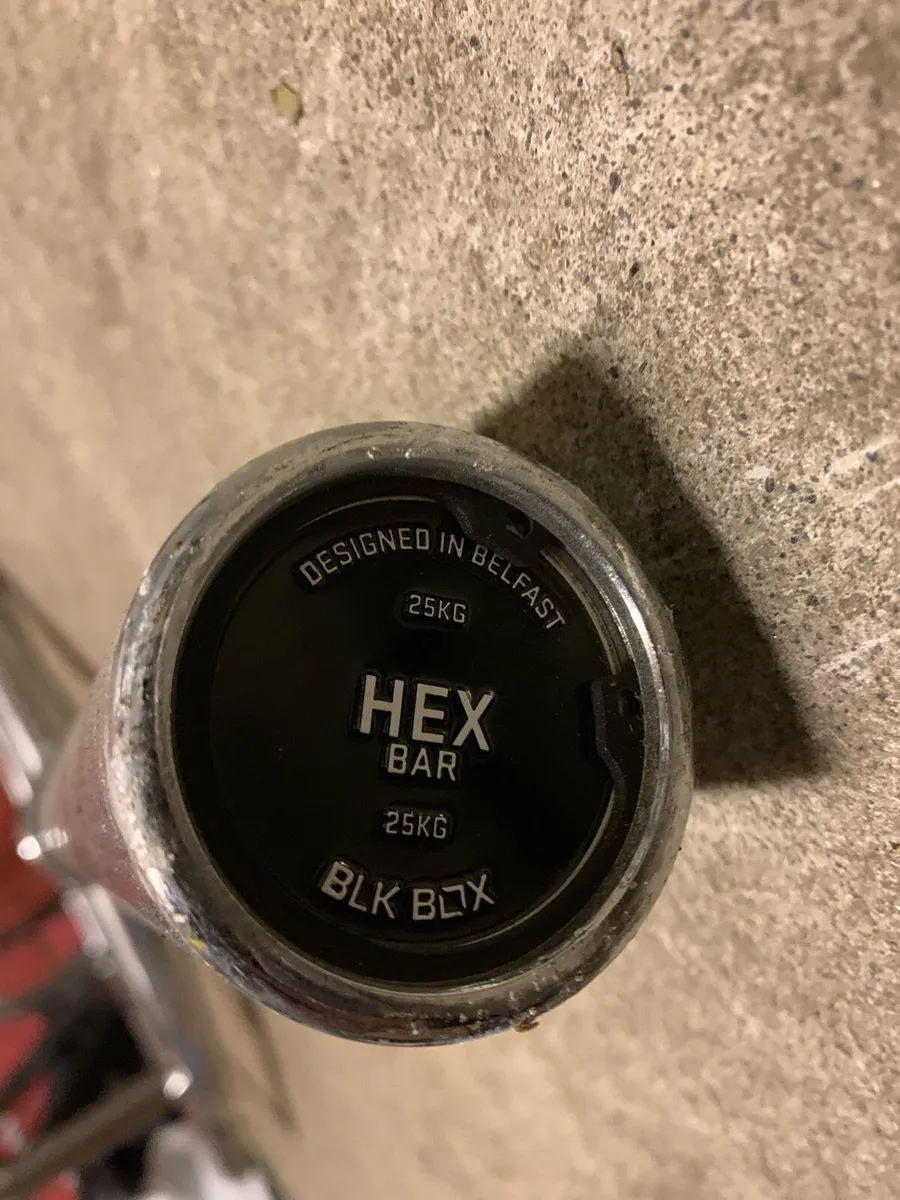 DESIGNED IN BELFAST
25KG
HEX
BAR
25KG
BLK BOX